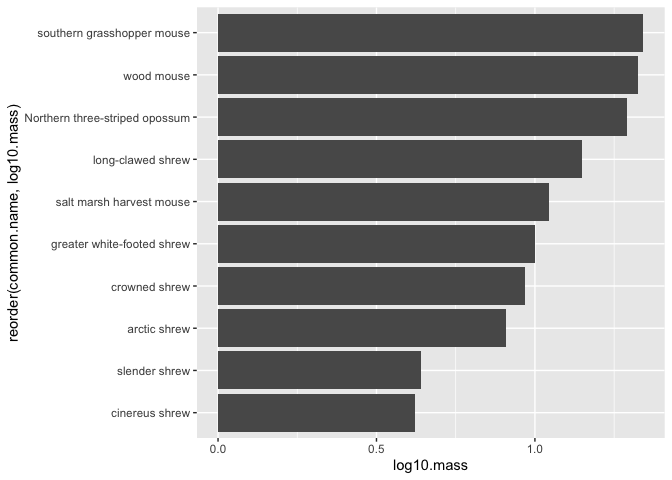 southern grasshopper mouse
wood mouse
Northern three-striped opossum
long-clawed shrew
salt marsh harvest mouse
greater white-footed shrew
crowned shrew
arctic shrew
slender shrew
cinereus shrew
reorder(common.name, log10.mass)
0.0 0.5 1.0
log10.mass